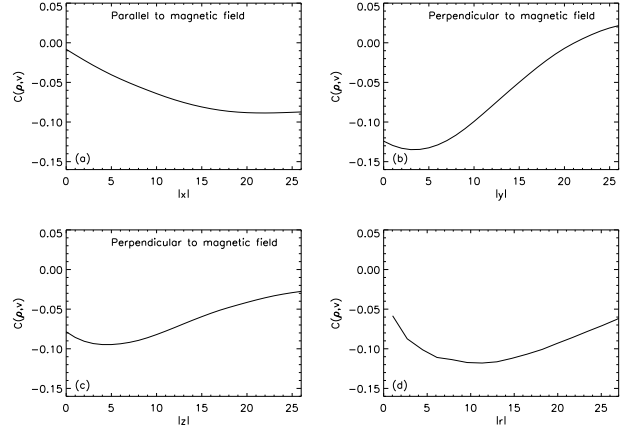 Parallel to magnetic field
0.05
0.00
−0.05
−0.10
−0.15
C(ρ,v)
(a)
0 5 10 15 20 25
|x|
Perpendicular to magnetic field
0.05
0.00
−0.05
−0.10
−0.15
C(ρ,v)
(b)
0 5 10 15 20 25
|y|
Perpendicular to magnetic field
0.05
0.00
−0.05
−0.10
−0.15
C(ρ,v)
(c)
0 5 10 15 20 25
|z|
0.05
0.00
−0.05
−0.10
−0.15
C(ρ,v)
(d)
0 5 10 15 20 25
|r|